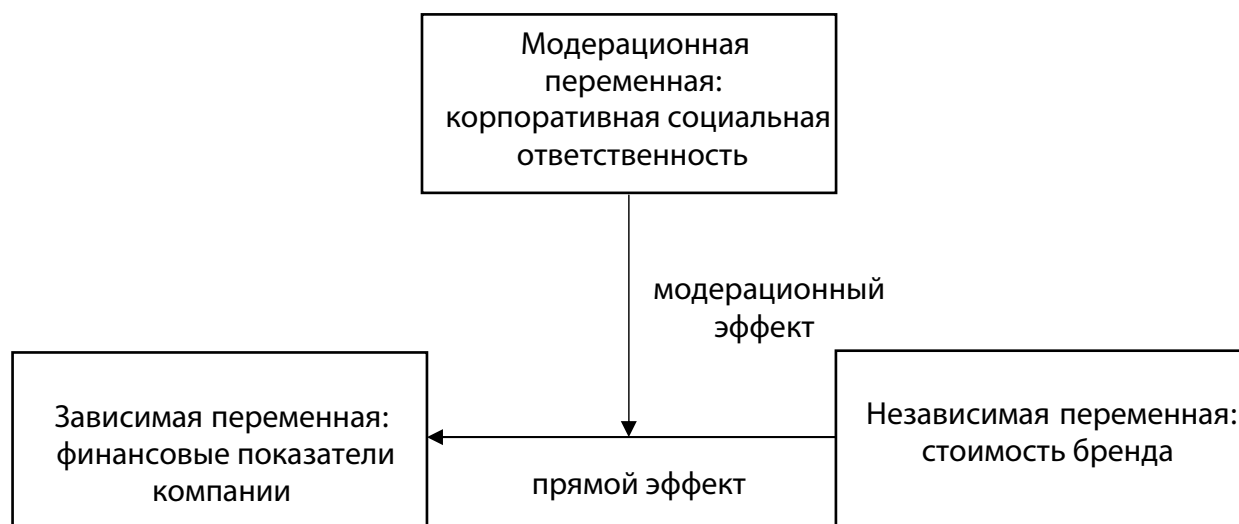 Модерационная
переменная:
корпоративная социальная
ответственность
модерационный
эффект
Зависимая переменная:
финансовые показатели
компании
прямой эффект
Независимая переменная:
стоимость бренда